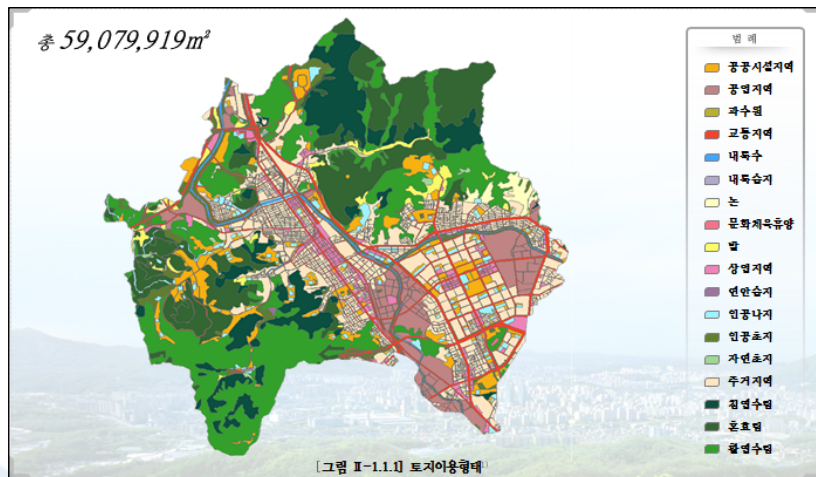 총 59,079,919㎡
범 례
공공시설지역
공업지역
과수원
교통지역
내륙수
내륙습지
논
문화체육휴양
밭
상업지역
연안습지
인공나지
인공초지
자연초지
주거지역
침엽수림
혼효림
활엽수림
[그림 Ⅱ-1.1.1] 토지이용형태